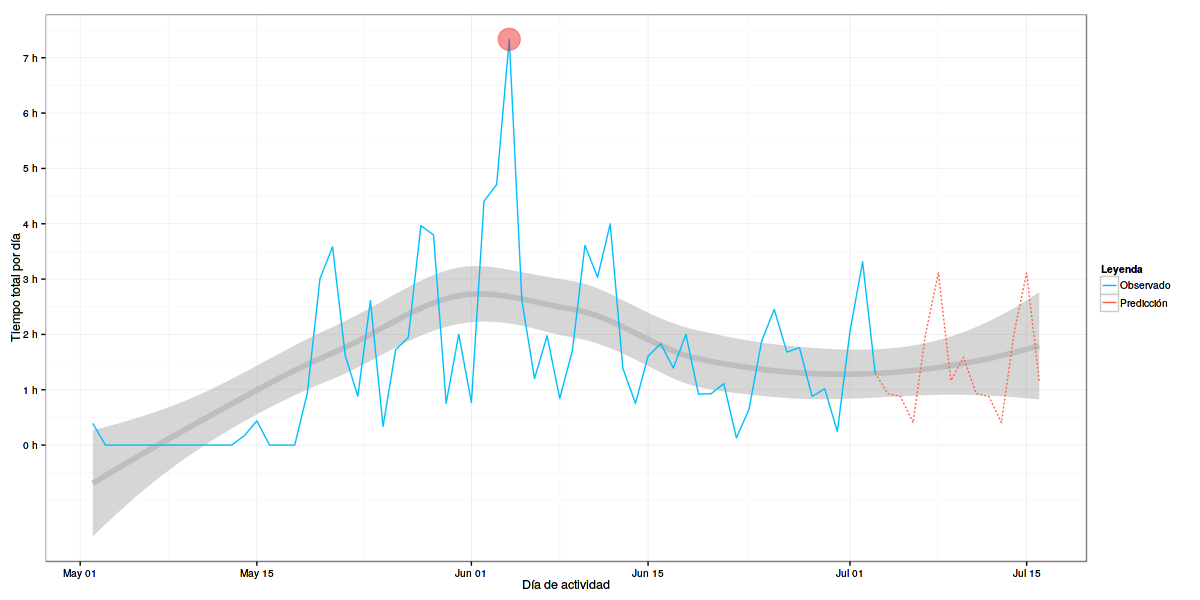 7 h
6 h
5 h
4 h
3 h
2 h
1 h
0 h
Tiempo total por día
May 01
May 15
Jun 01
Jun 15
Jul 01
Jul 15
Día de actividad
Leyenda
Observado
Predicción